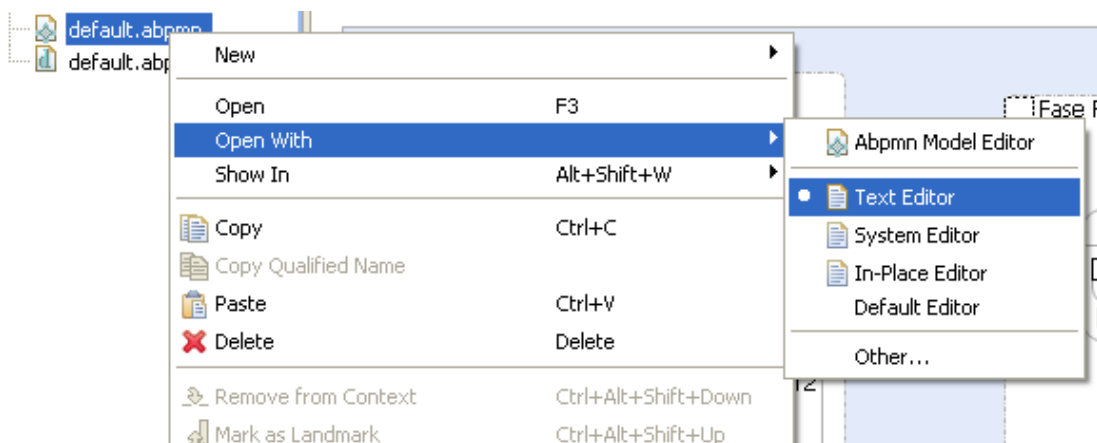 default.abpmn
default.abp
New
Open F3
Open With
Show In Alt+Shift+W
Copy Ctrl+C
Copy Qualified Name
Paste Ctrl+V
Delete Delete
Remove from Context Ctrl+Alt+Shift+Down
Mark as Landmark Ctrl+Alt+Shift+Up
Fase
Abpmn Model Editor
Text Editor
System Editor
In-Place Editor
Default Editor
Other...